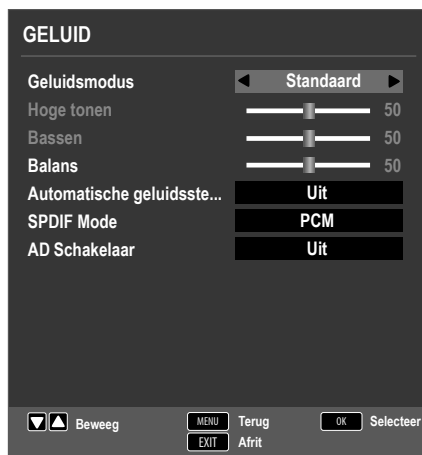 GELUID
Geluidsmodus Standaard
Hoge tonen 50
Bassen 50
Balans 50
Automatische geluidsste... Uit
SPDIF Mode PCM
AD Schakelaar Uit
Beweeg MENU Terug OK Selecteer
EXIT Afrit